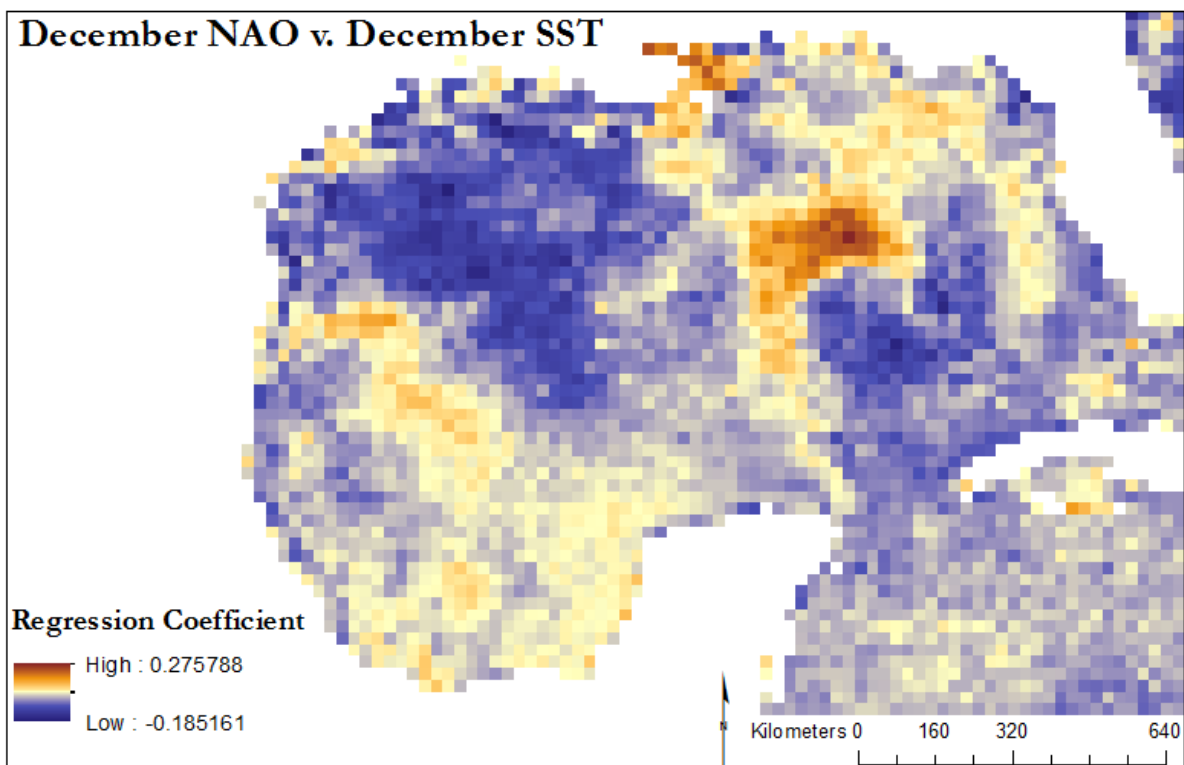 December NAO v. December SST
Regression Coefficient
High : 0.275788
Low : -0.185161
N
Kilometers 0 160 320 640